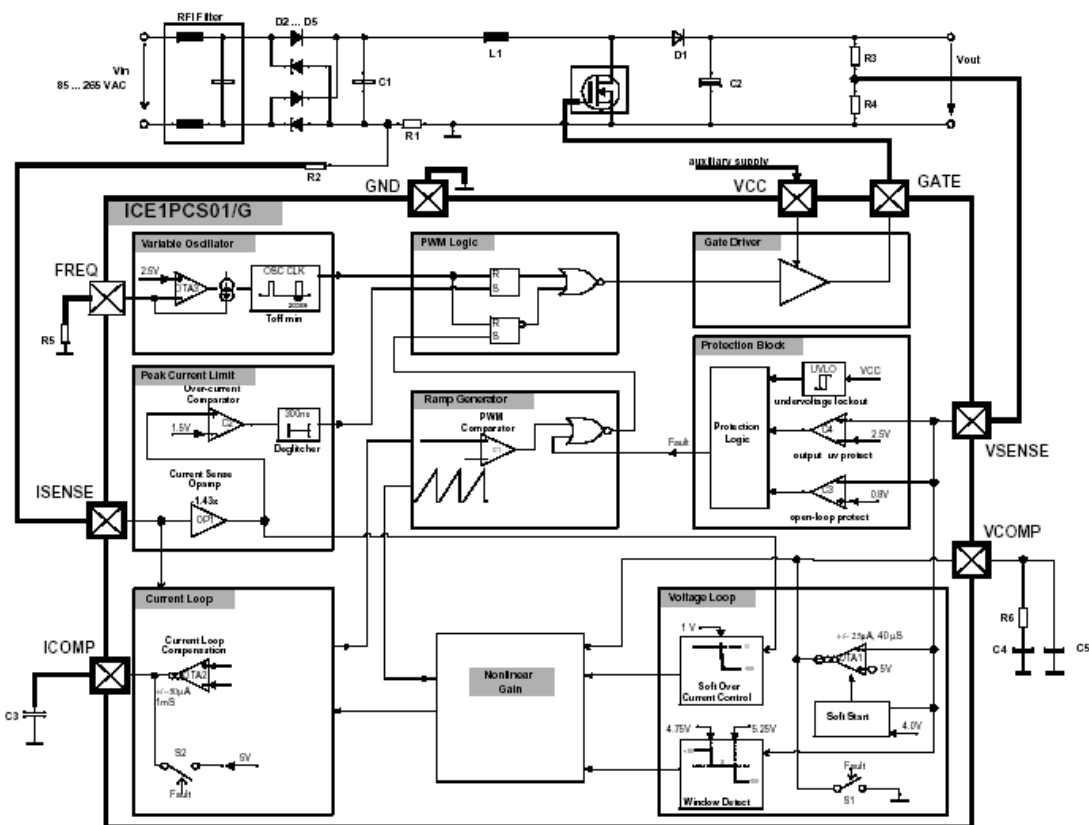 RFI Filter
D2 ... D5
Vin
85 ... 265 VAC
C1
L1
D1
C2
R3
R4
Vout
R1
R2
GND
auxiliary supply
VCC
GATE
ICE1PCS01/G
Variable Oscillator
2.5V
OTA3
OSC CLK
Toff min
FREQ
R5
PWM Logic
R
S
R
S
Gate Driver
Peak Current Limit
Over-current
Comparator
1.5V
C2
300ns
Deglitcher
Current Sense
Opamp
1.43x
OP1
ISENSE
Ramp Generator
PWM
Comparator
C1
Protection Block
UVLO
VCC
undervoltage lockout
Protection
Logic
C4
2.5V
output uv protect
C3
0.8V
open-loop protect
Fault
VSENSE
VCOMP
R6
C4
C5
Current Loop
Current Loop
Compensation
OTA2
+/-50µA
1mS
S2
5V
Fault
ICOMP
C3
Nonlinear
Gain
Voltage Loop
1 V
Soft Over
Current Control
4.75V
5.25V
Window Detect
+/- 25µA, 40µS
OTA1
5V
Soft Start
4.0V
Fault
S1